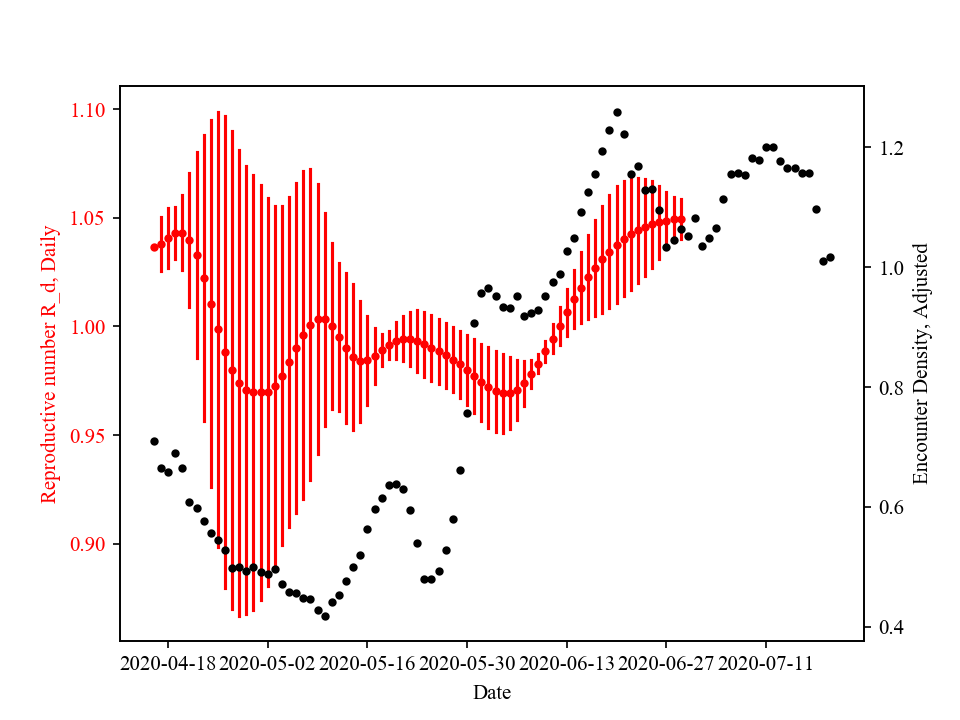 1.10
1.05
1.00
0.95
0.90
Reproductive number R_d, Daily
1.2
1.0
0.8
0.6
0.4
Encounter Density, Adjusted
2020-04-18 2020-05-02 2020-05-16 2020-05-30 2020-06-13 2020-06-27 2020-07-11
Date